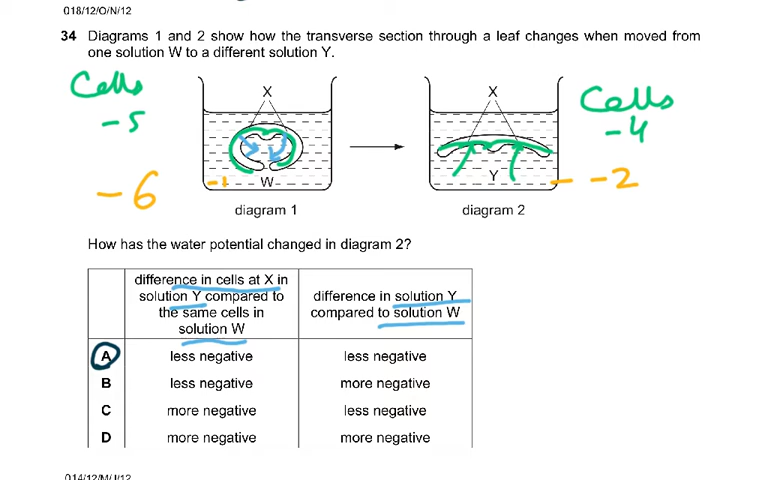 018/12/O/N/12
34 Diagrams 1 and 2 show how the transverse section through a leaf changes when moved from
one solution W to a different solution Y.
Cells
-5
-6
X
W
-1
diagram 1
X
Y
diagram 2
Cells
-4
-2
How has the water potential changed in diagram 2?
difference in cells at X in
solution Y compared to
the same cells in
solution W
difference in solution Y
compared to solution W
A less negative less negative
B less negative more negative
C more negative less negative
D more negative more negative
014/12/M/J/12